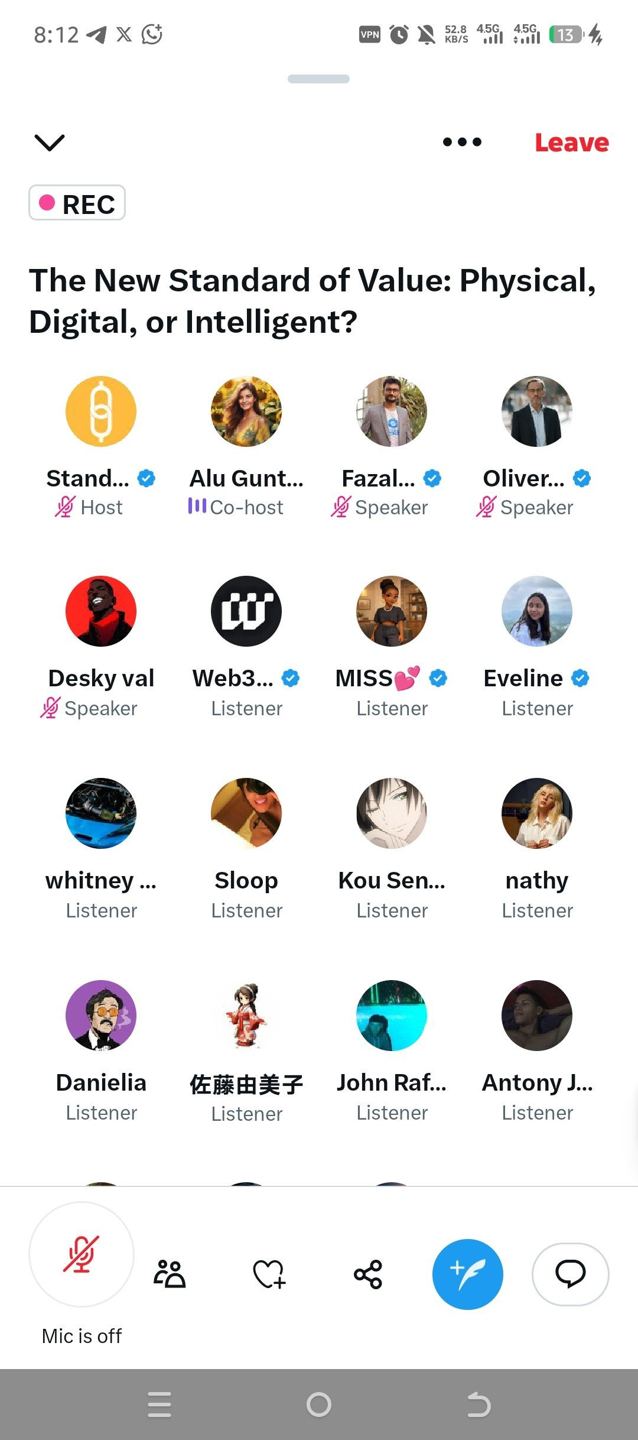 8:12 VPN 52.8 KB/S 4.5G 4.5G 13
Leave
REC
The New Standard of Value: Physical,
Digital, or Intelligent?
Stand... Alu Gunt... Fazal... Oliver...
Host Co-host Speaker Speaker
Desky val Web3... MISS💕 Eveline
Speaker Listener Listener Listener
whitney ... Sloop Kou Sen... nathy
Listener Listener Listener Listener
Danielia 佐藤由美子 John Raf... Antony J...
Listener Listener Listener Listener
Mic is off